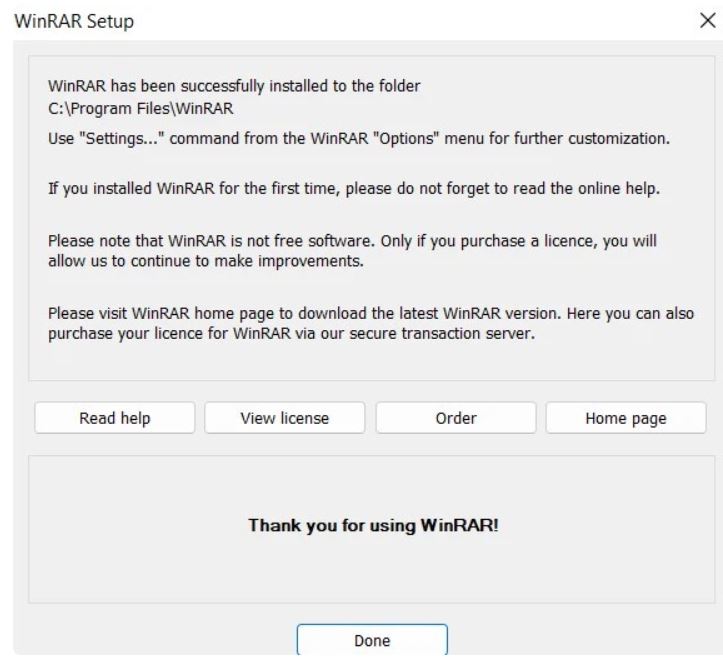 WinRAR Setup
WinRAR has been successfully installed to the folder
C:\Program Files\WinRAR
Use "Settings..." command from the WinRAR "Options" menu for further customization.
If you installed WinRAR for the first time, please do not forget to read the online help.
Please note that WinRAR is not free software. Only if you purchase a licence, you will
allow us to continue to make improvements.
Please visit WinRAR home page to download the latest WinRAR version. Here you can also
purchase your licence for WinRAR via our secure transaction server.
Read help
View license
Order
Home page
Thank you for using WinRAR!
Done